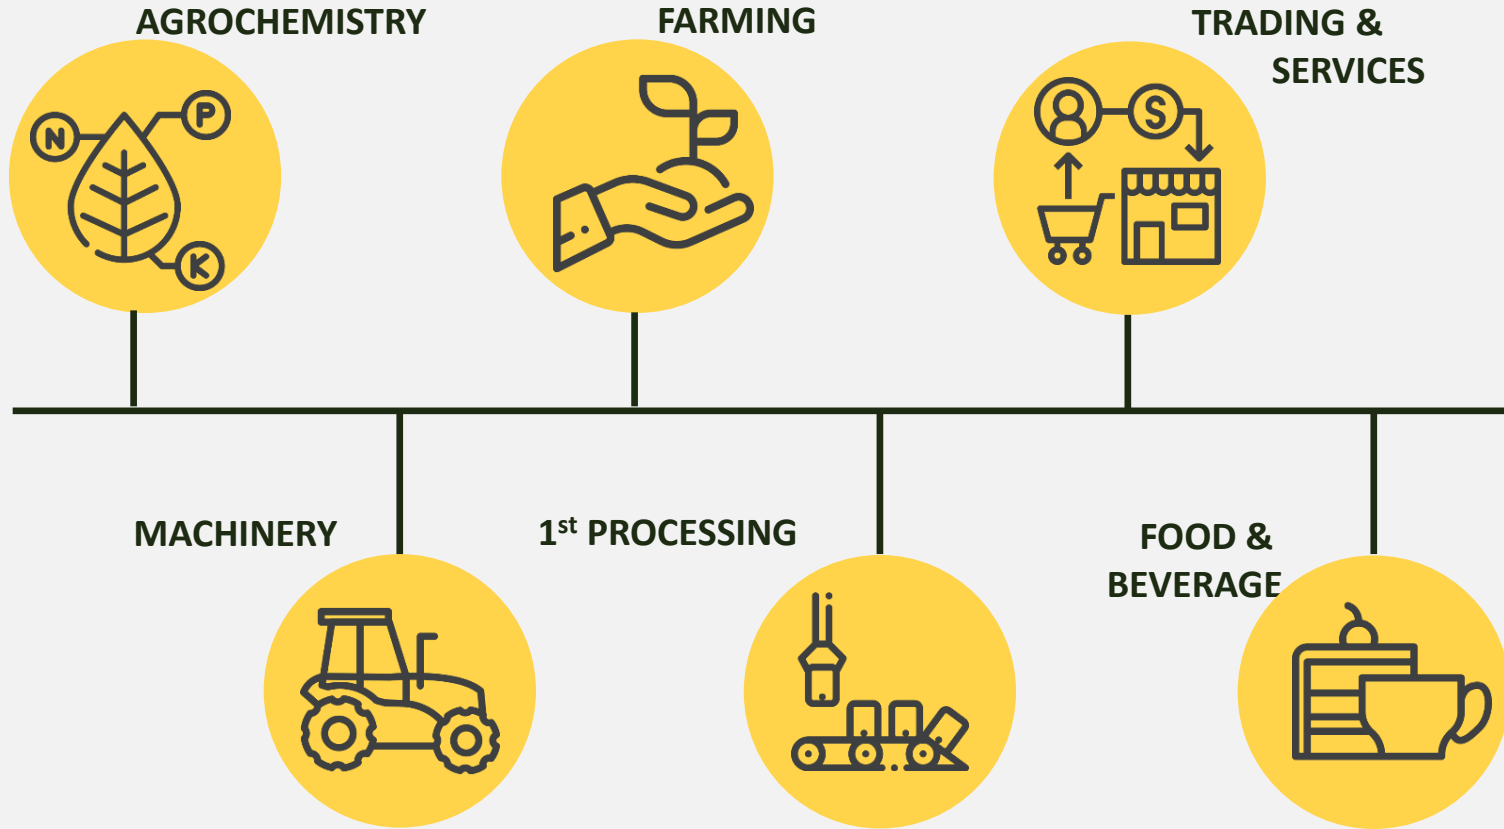 AGROCHEMISTRY
FARMING
TRADING &
SERVICES
N
P
K
S
MACHINERY
1st PROCESSING
FOOD &
BEVERAGE